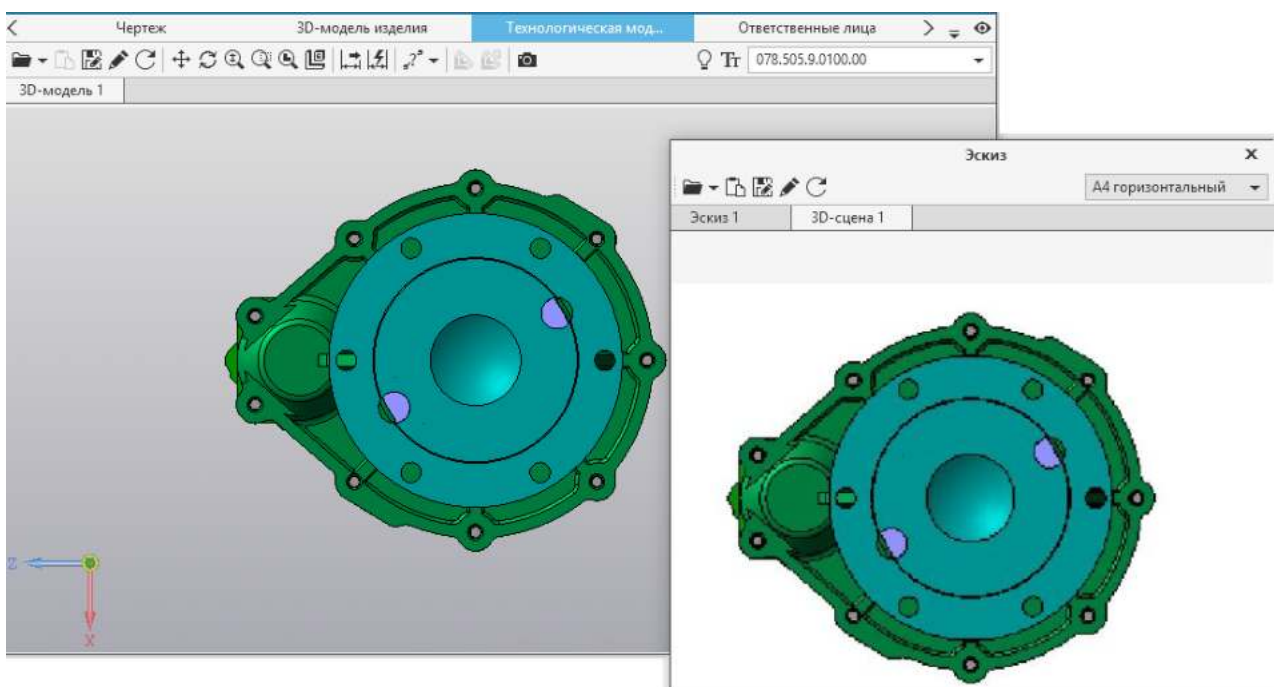 Чертеж 3D-модель изделия Технологическая мод... Ответственные лица
Тт 078.505.9.0100.00
3D-модель 1
Эскиз x
А4 горизонтальный
Эскиз 1 3D-сцена 1
Z
X